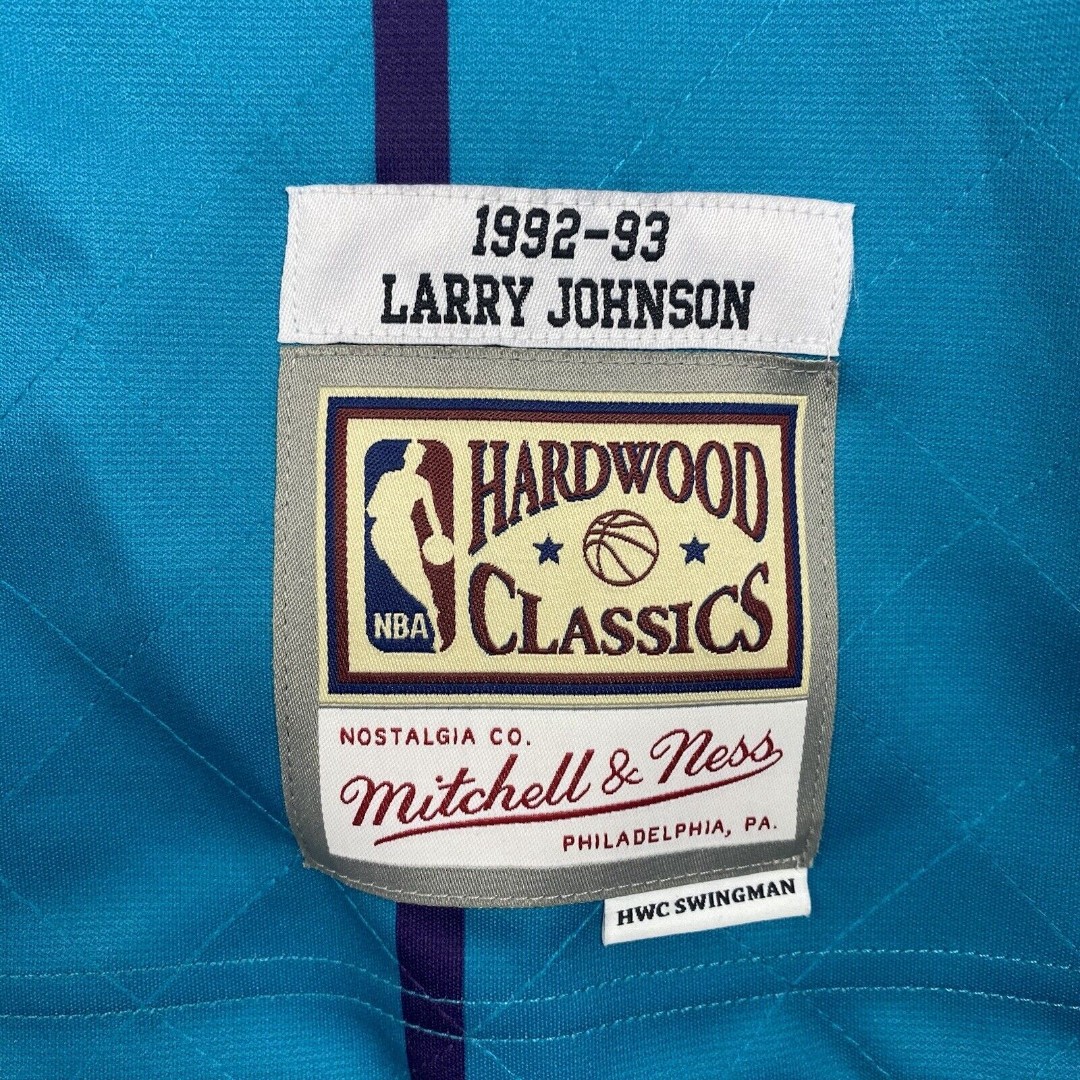 1992-93
LARRY JOHNSON
HARDWOOD
CLASSICS
NBA
NOSTALGIA CO.
Mitchell & Ness
PHILADELPHIA, PA.
HWC SWINGMAN